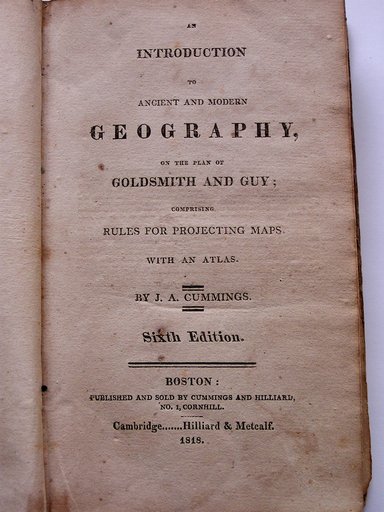 AN
INTRODUCTION
TO
ANCIENT AND MODERN
GEOGRAPHY,
ON THE PLAN OF
GOLDSMITH AND GUY;
COMPRISING
RULES FOR PROJECTING MAPS.
WITH AN ATLAS.
BY J. A. CUMMINGS.
Sixth Edition.
BOSTON:
PUBLISHED AND SOLD BY CUMMINGS AND HILLIARD,
NO. 1, CORNHILL.
Cambridge.......Hilliard & Metcalf.
1818.